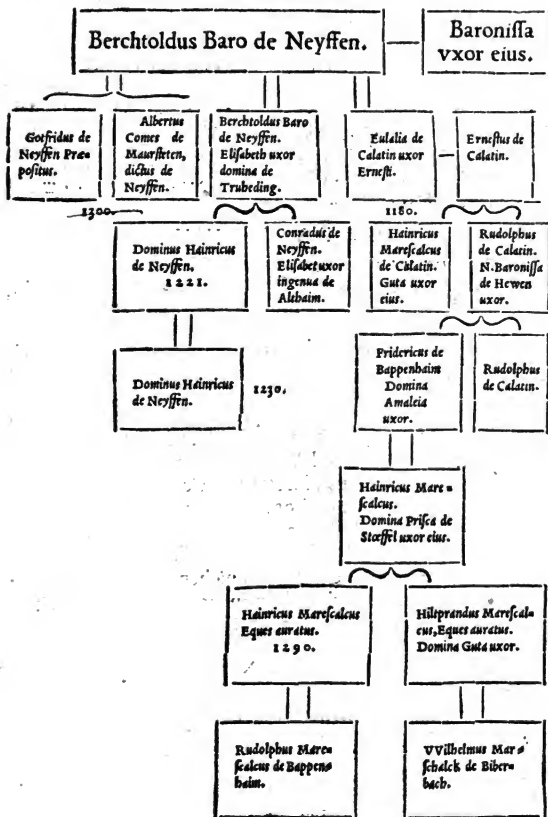 Berchtoldus Baro de Neyffen.
Baroniſſa
vxor eius.
Gotfridus de
Neyffen Præ-
poſitus.
Albertus
Comes de
Maurſteten,
dictus de
Neyffen.
Berchtoldus Baro
de Neyffen.
Eliſabeth uxor
domina de
Trubeding.
Eulalia de
Calatin uxor
Erneſti.
Erneſtus de
Calatin.
1300.
1180.
Dominus Hainricus
de Neyffen.
1221.
Conradus de
Neyffen.
Eliſabet uxor
ingenua de
Althaim.
Hainricus
Mareſcalcus
de Calatin.
Guta uxor
eius.
Rudolphus
de Calatin.
N. Baroniſſa
de Hewen
uxor.
Dominus Hainricus
de Neyffen.
1230.
Pridericus de
Bappenhaim
Domina
Amaleia
uxor.
Rudolphus
de Calatin.
Hainricus Mare-
ſcalcus.
Domina Priſca de
Stœffel uxor eius.
Hainricus Mareſcalcus
Eques auratus.
1290.
Hiltprandus Mareſcal-
cus, Eques auratus.
Domina Guta uxor.
Rudolphus Mare-
ſcalcus de Bappen-
haim.
VVilhelmus Mar-
ſchalck de Biber-
bach.